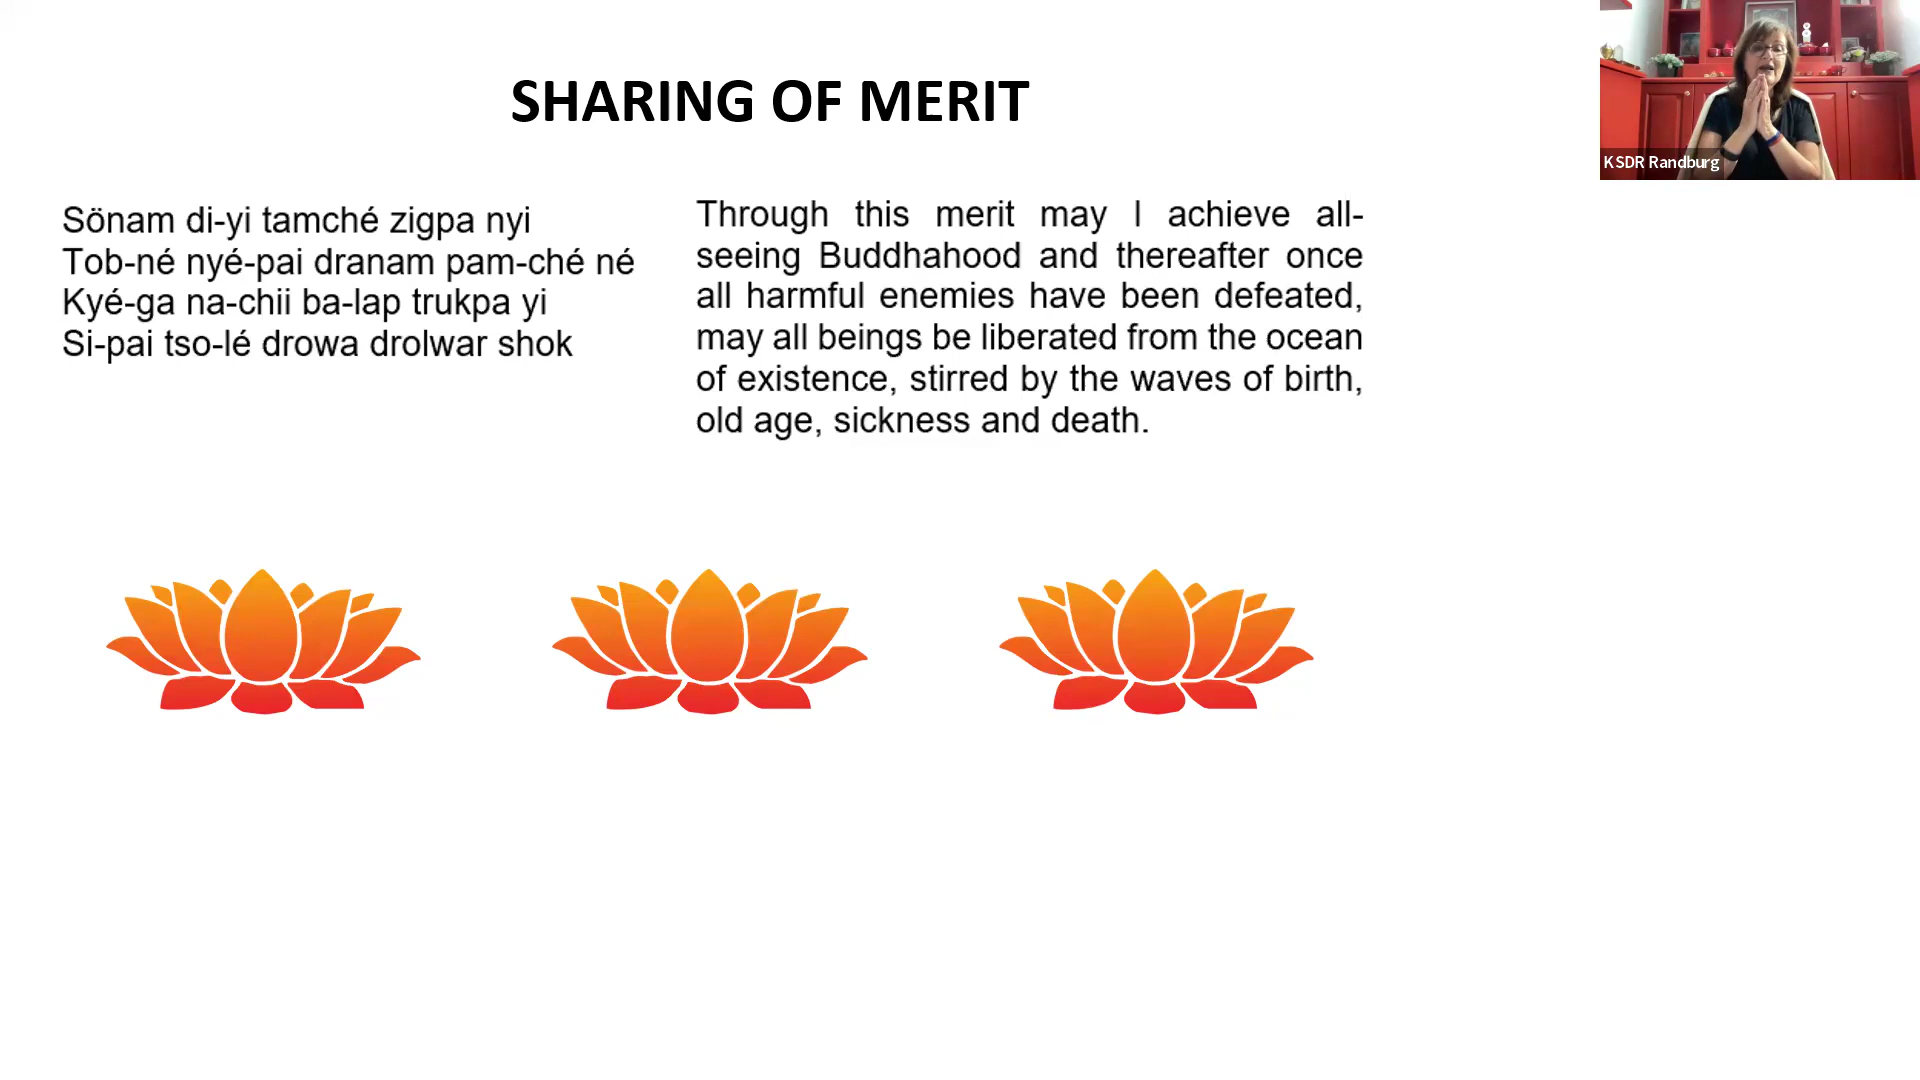 SHARING OF MERIT
Sönam di-yi tamché zigpa nyi
Tob-né nyé-pai dranam pam-ché né
Kyé-ga na-chii ba-lap trukpa yi
Si-pai tso-lé drowa drolwar shok
Through this merit may I achieve all-
seeing Buddhahood and thereafter once
all harmful enemies have been defeated,
may all beings be liberated from the ocean
of existence, stirred by the waves of birth,
old age, sickness and death.
KSDR Randburg